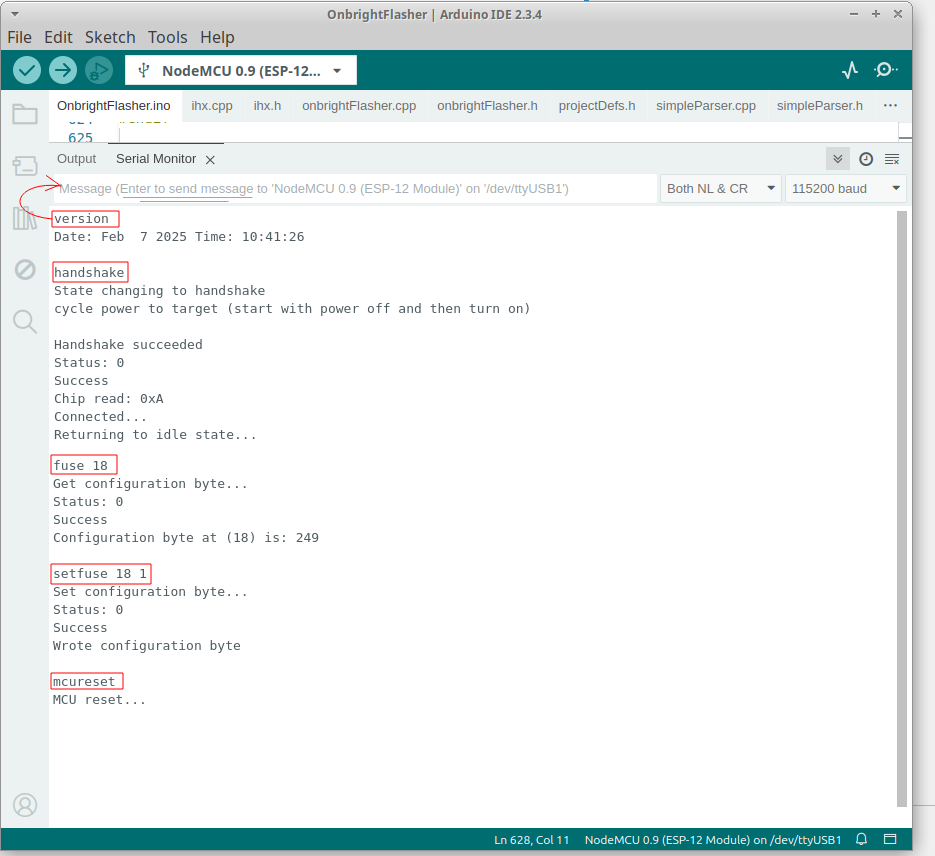 OnbrightFlasher | Arduino IDE 2.3.4
File Edit Sketch Tools Help
NodeMCU 0.9 (ESP-12...
OnbrightFlasher.ino ihx.cpp ihx.h onbrightFlasher.cpp onbrightFlasher.h projectDefs.h simpleParser.cpp simpleParser.h ...
625
Output Serial Monitor
Message (Enter to send message to 'NodeMCU 0.9 (ESP-12 Module)' on '/dev/ttyUSB1') Both NL & CR 115200 baud
version
Date: Feb  7 2025 Time: 10:41:26
handshake
State changing to handshake
cycle power to target (start with power off and then turn on)
Handshake succeeded
Status: 0
Success
Chip read: 0xA
Connected...
Returning to idle state...
fuse 18
Get configuration byte...
Status: 0
Success
Configuration byte at (18) is: 249
setfuse 18 1
Set configuration byte...
Status: 0
Success
Wrote configuration byte
mcureset
MCU reset...
Ln 628, Col 11 NodeMCU 0.9 (ESP-12 Module) on /dev/ttyUSB1